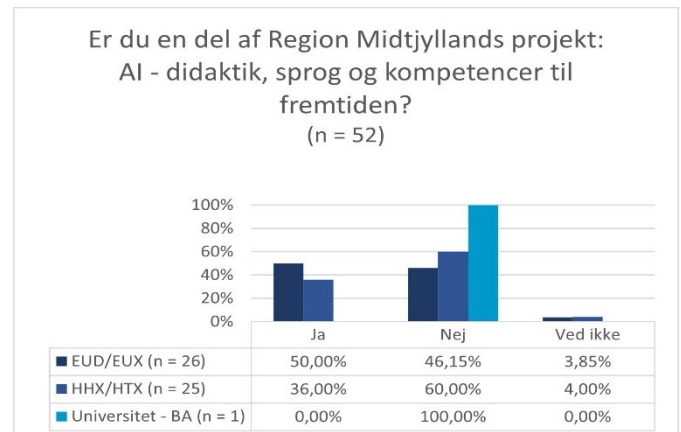 Er du en del af Region Midtjyllands projekt:
AI - didaktik, sprog og kompetencer til
fremtiden?
(n = 52)
100%
80%
60%
40%
20%
0%
Ja Nej Ved ikke
EUD/EUX (n = 26) 50,00% 46,15% 3,85%
HHX/HTX (n = 25) 36,00% 60,00% 4,00%
Universitet - BA (n = 1) 0,00% 100,00% 0,00%